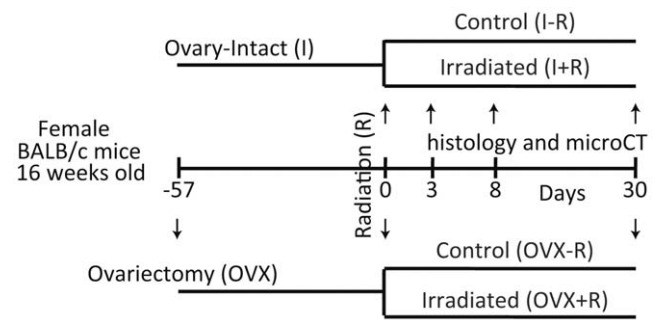 Control (I-R)
Ovary-Intact (I)
Irradiated (I+R)
Female
BALB/c mice
16 weeks old
Radiation (R)
histology and microCT
-57
0
3
8
Days
30
Control (OVX-R)
Ovariectomy (OVX)
Irradiated (OVX+R)